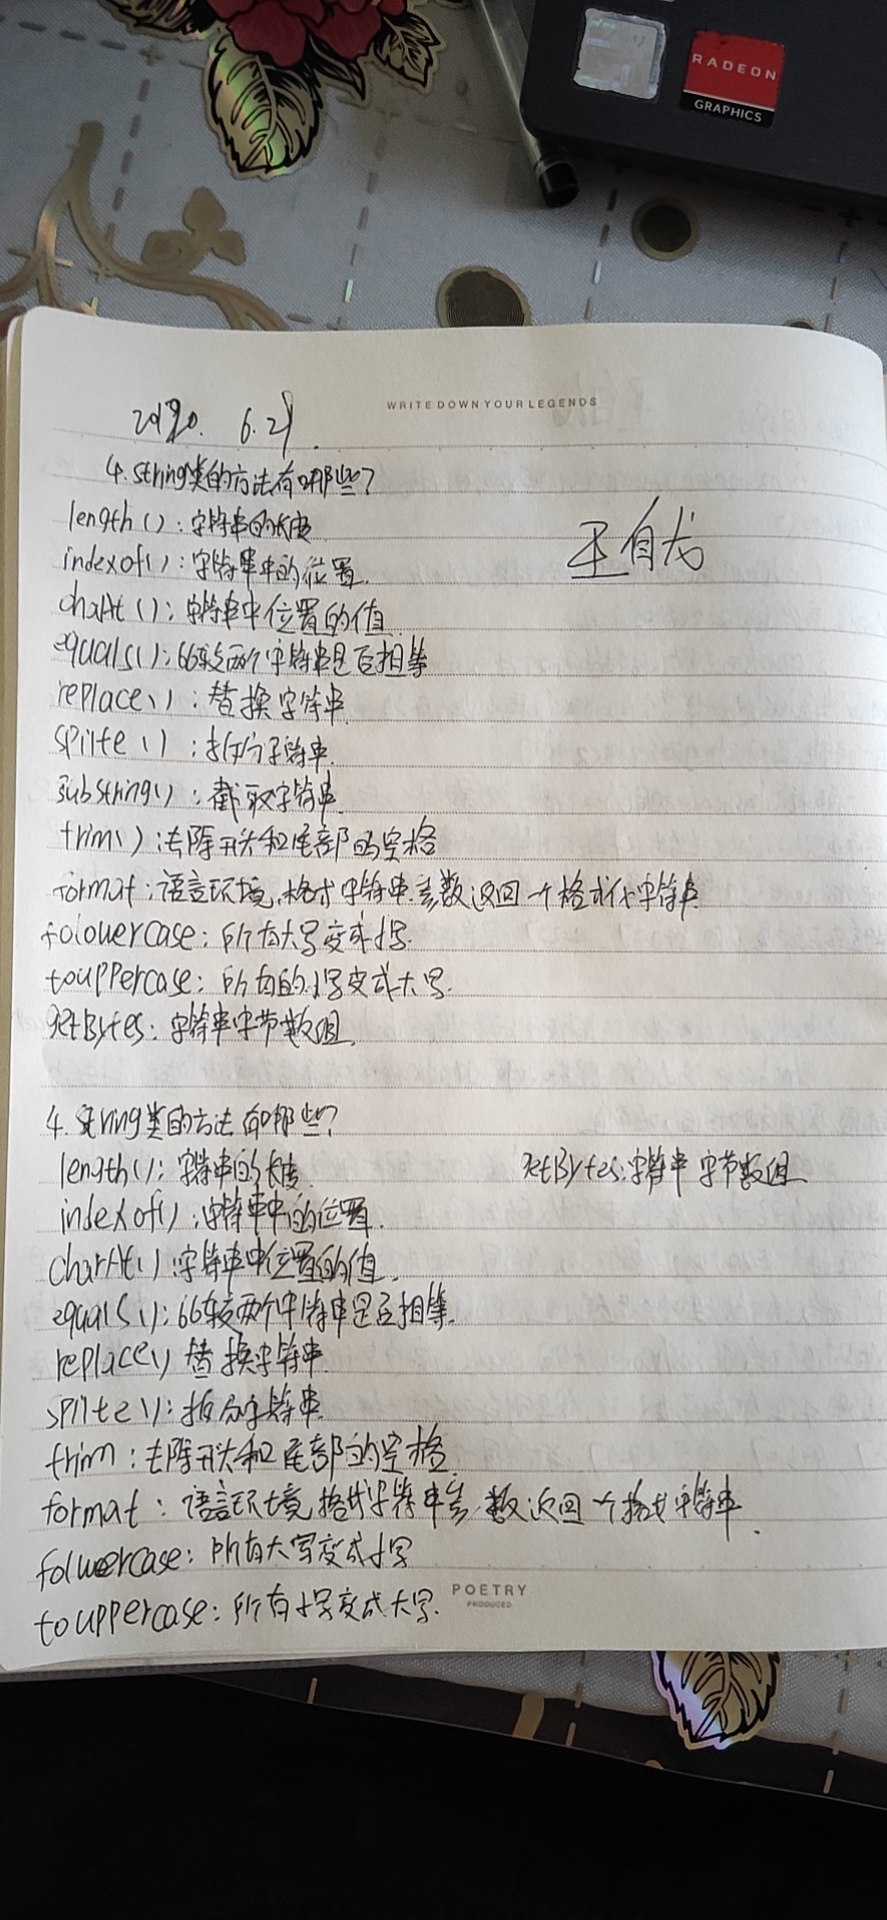 RADEON
GRAPHICS
WRITE DOWN YOUR LEGENDS
2020. 6.21.
4. string类的方法有哪些?
length():字符串的长度
王自龙
indexof():字符串中的位置.
charAt():字符串中位置的值
equals():比较两个字符串是否相等
replace():替换字符串
spilte():拆分字符串.
substring():截取字符串.
trim():去除开头和尾部的空格
format:语言环境,格式字符串.参数返回一个格式化字符串
tolouercase:所有大写变成小写.
touppercase:所有的小写变成大写.
getBytes:字符串字节数组.
4. string类的方法有哪些?
length():字符串的长度
getBytes:字符串字节数组
indexof():字符串中的位置.
charAt():字符串中位置的值.
equals():比较两个字符串是否相等.
replace()替换字符串.
spilte():拆分字符串.
trim:去除开头和尾部的空格.
format:语言环境格式字符串参数返回一个格式字符串.
tolowercase:所有大写变成小写
touppercase:所有小写变成大写.
POETRY
PRODUCED